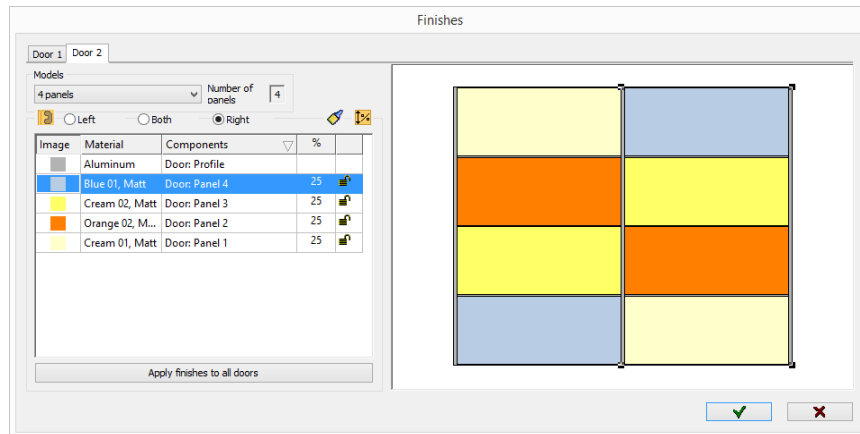 Finishes
Door 1 Door 2
Models
4 panels Number of panels 4
Left Both Right
Image Material Components %
Aluminum Door: Profile
Blue 01, Matt Door: Panel 4 25
Cream 02, Matt Door: Panel 3 25
Orange 02, M... Door: Panel 2 25
Cream 01, Matt Door: Panel 1 25
Apply finishes to all doors